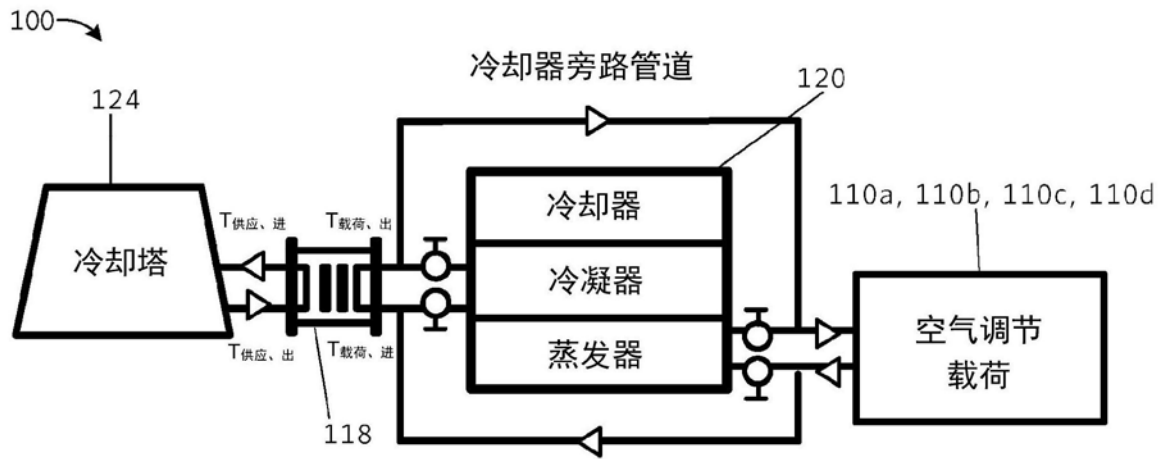 100
冷却器旁路管道
120
124
110a, 110b, 110c, 110d
T供应、进
T载荷、出
冷却塔
冷却器
冷凝器
蒸发器
空气调节
载荷
T供应、出
T载荷、进
118